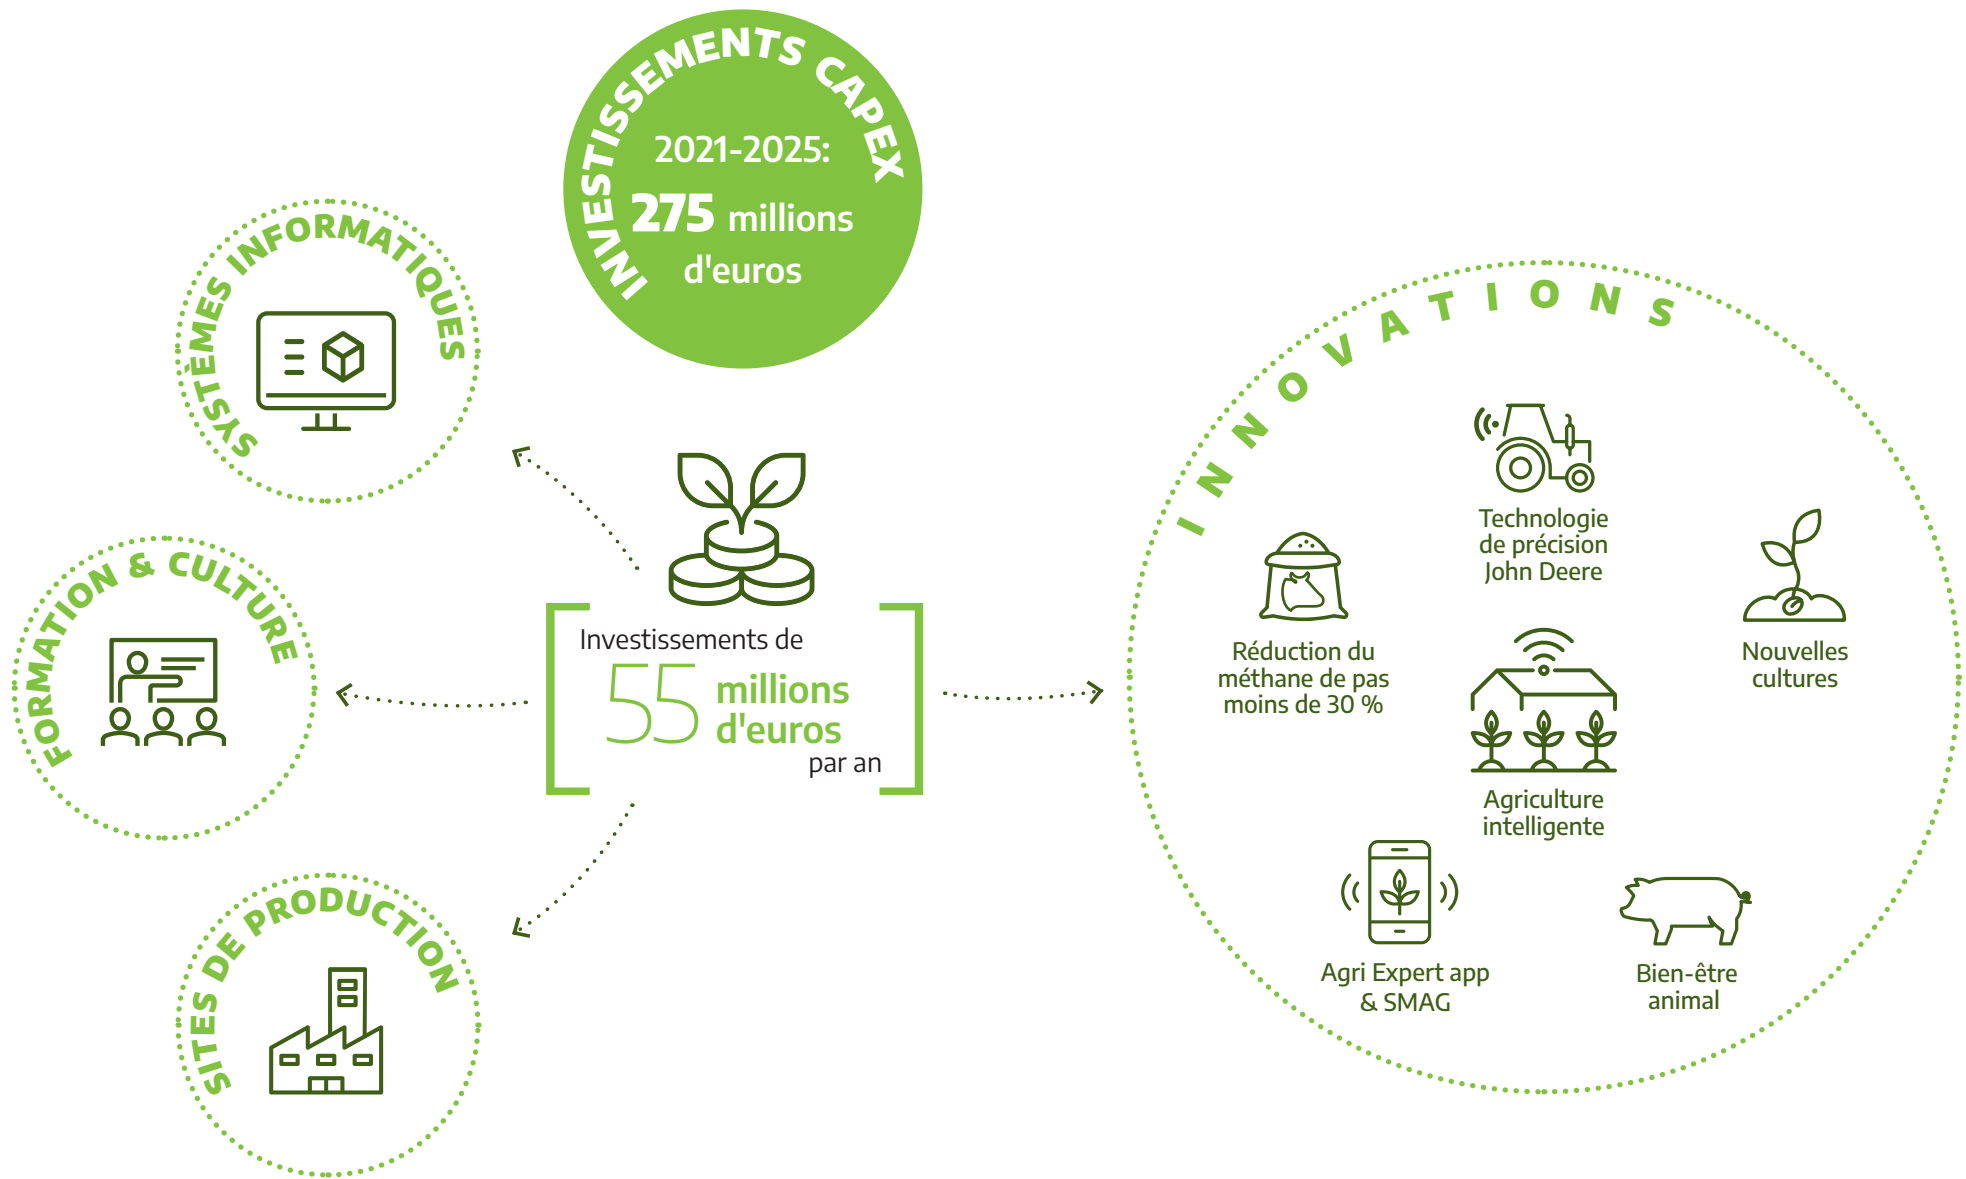 INVESTISSEMENTS CAPEX
2021-2025:
275 millions
d'euros
SYSTÈMES INFORMATIQUES
FORMATION & CULTURE
SITES DE PRODUCTION
Investissements de
55 millions
d'euros
par an
INNOVATIONS
Technologie
de précision
John Deere
Réduction du
méthane de pas
moins de 30 %
Nouvelles
cultures
Agriculture
intelligente
Agri Expert app
& SMAG
Bien-être
animal